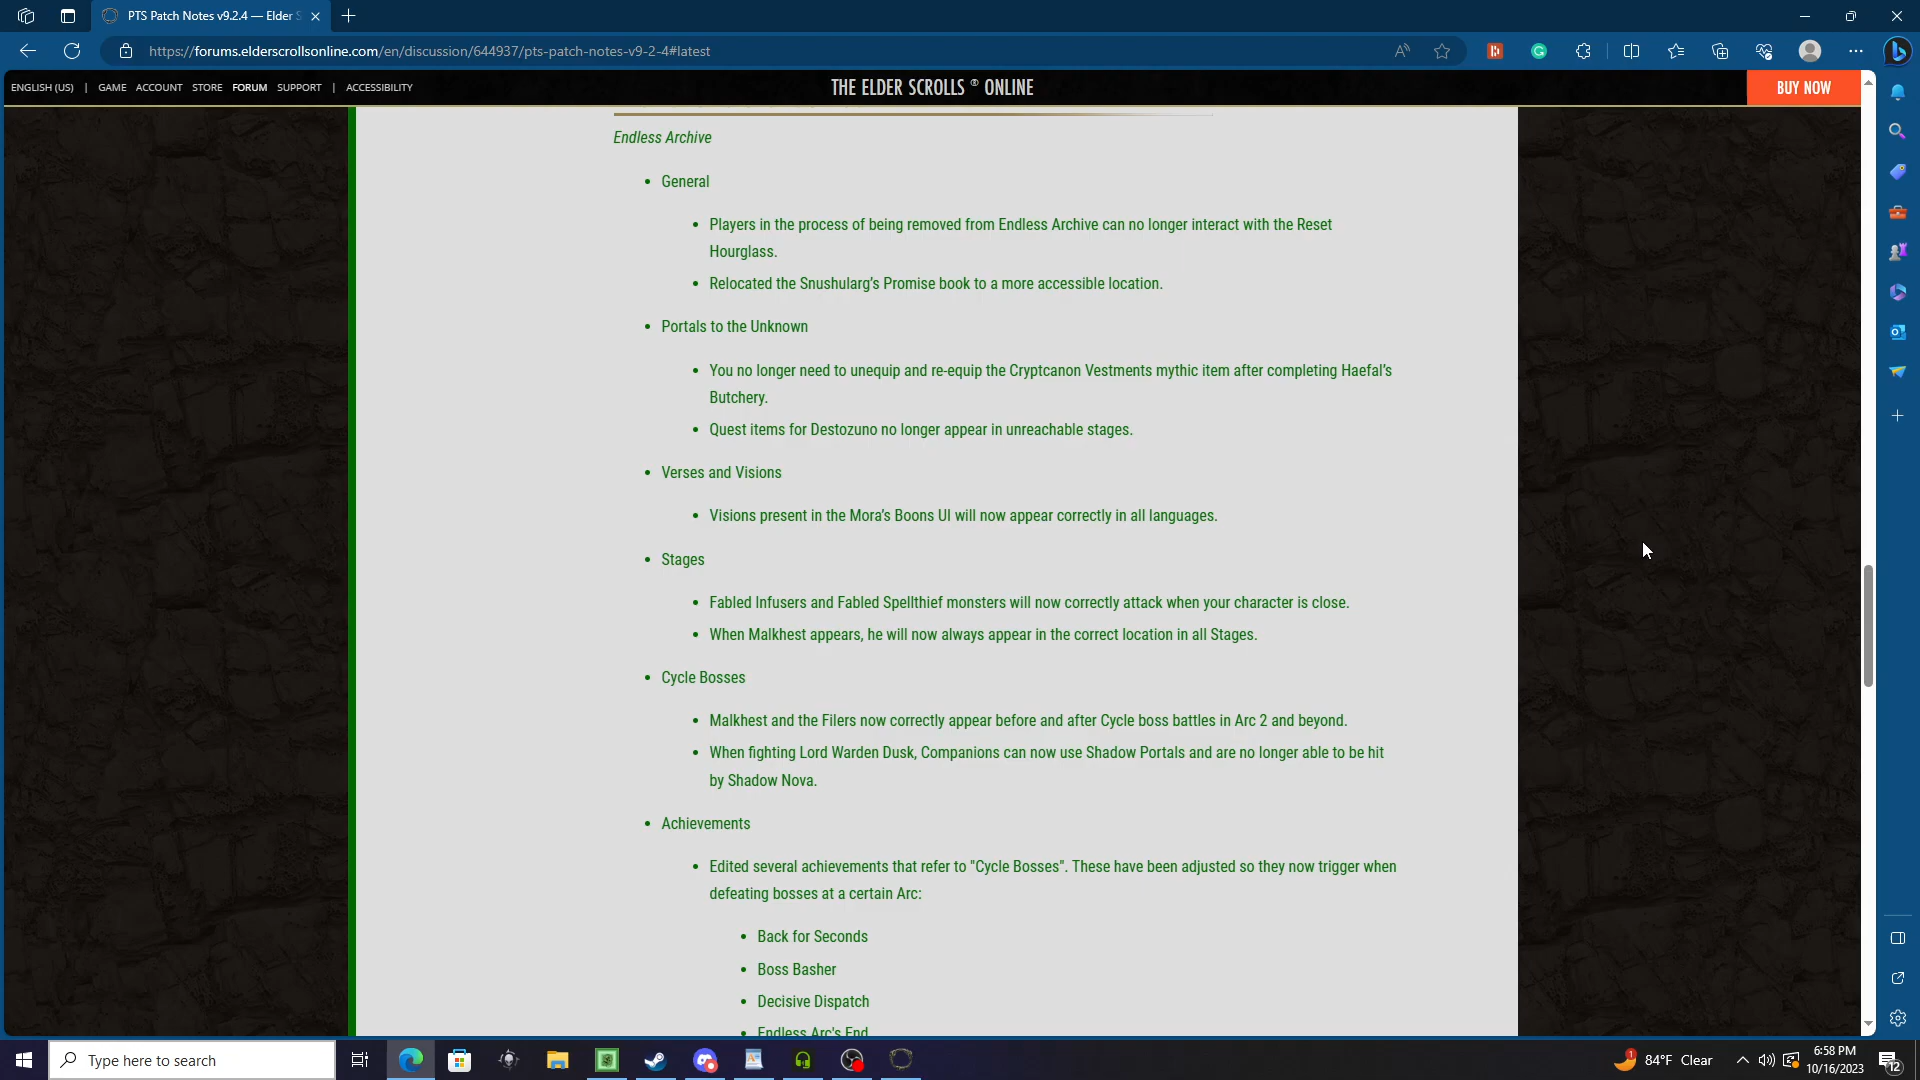 PTS Patch Notes v9.2.4 — Elder S
https://forums.elderscrollsonline.com/en/discussion/644937/pts-patch-notes-v9-2-4#latest
ENGLISH (US) | GAME ACCOUNT STORE FORUM SUPPORT | ACCESSIBILITY
THE ELDER SCROLLS ® ONLINE
BUY NOW
Endless Archive
• General
• Players in the process of being removed from Endless Archive can no longer interact with the Reset
Hourglass.
• Relocated the Snushularg's Promise book to a more accessible location.
• Portals to the Unknown
• You no longer need to unequip and re-equip the Cryptcanon Vestments mythic item after completing Haefal's
Butchery.
• Quest items for Destozuno no longer appear in unreachable stages.
• Verses and Visions
• Visions present in the Mora's Boons UI will now appear correctly in all languages.
• Stages
• Fabled Infusers and Fabled Spellthief monsters will now correctly attack when your character is close.
• When Malkhest appears, he will now always appear in the correct location in all Stages.
• Cycle Bosses
• Malkhest and the Filers now correctly appear before and after Cycle boss battles in Arc 2 and beyond.
• When fighting Lord Warden Dusk, Companions can now use Shadow Portals and are no longer able to be hit
by Shadow Nova.
• Achievements
• Edited several achievements that refer to "Cycle Bosses". These have been adjusted so they now trigger when
defeating bosses at a certain Arc:
• Back for Seconds
• Boss Basher
• Decisive Dispatch
• Endless Arc's End
Type here to search
1
84°F Clear
6:58 PM
10/16/2023
12